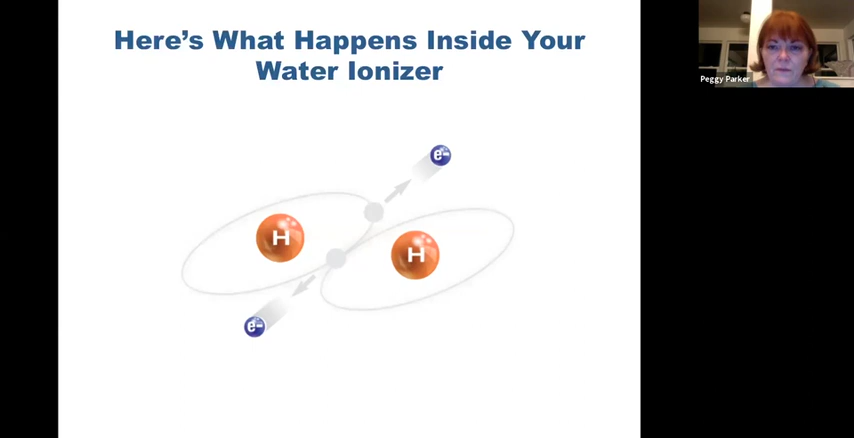 Here's What Happens Inside Your
Water Ionizer
Peggy Parker
e-
H
H
e-